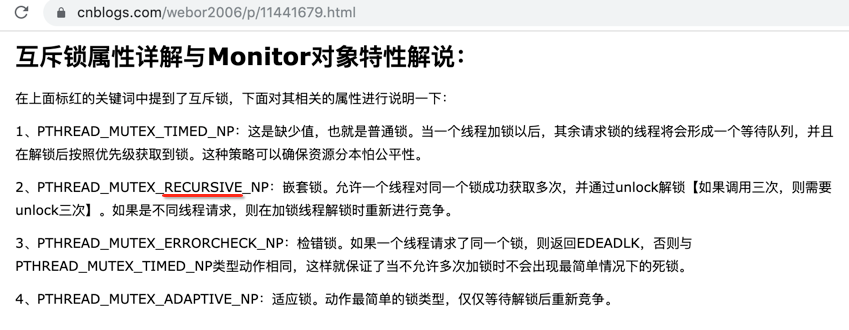 cnblogs.com/webor2006/p/11441679.html
互斥锁属性详解与Monitor对象特性解说：
在上面标红的关键词中提到了互斥锁，下面对其相关的属性进行说明一下：
1、PTHREAD_MUTEX_TIMED_NP：这是缺少值，也就是普通锁。当一个线程加锁以后，其余请求锁的线程将会形成一个等待队列，并且
在解锁后按照优先级获取到锁。这种策略可以确保资源分本怕公平性。
2、PTHREAD_MUTEX_RECURSIVE_NP：嵌套锁。允许一个线程对同一个锁成功获取多次，并通过unlock解锁【如果调用三次，则需要
unlock三次】。如果是不同线程请求，则在加锁线程解锁时重新进行竞争。
3、PTHREAD_MUTEX_ERRORCHECK_NP：检错锁。如果一个线程请求了同一个锁，则返回EDEADLK，否则与
PTHREAD_MUTEX_TIMED_NP类型动作相同，这样就保证了当不允许多次加锁时不会出现最简单情况下的死锁。
4、PTHREAD_MUTEX_ADAPTIVE_NP：适应锁。动作最简单的锁类型，仅仅等待解锁后重新竞争。